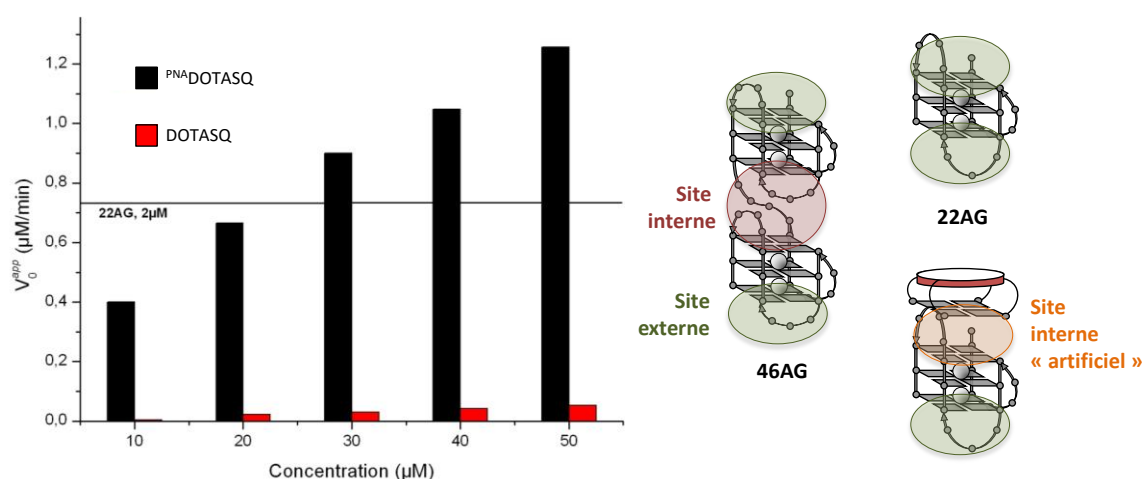 PNADOTASQ
DOTASQ
V0app (µM/min)
1,2
1,0
0,8
0,6
0,4
0,2
0,0
22AG, 2µM
10 20 30 40 50
Concentration (µM)
Site
interne
Site
externe
46AG
22AG
Site
interne
« artificiel »